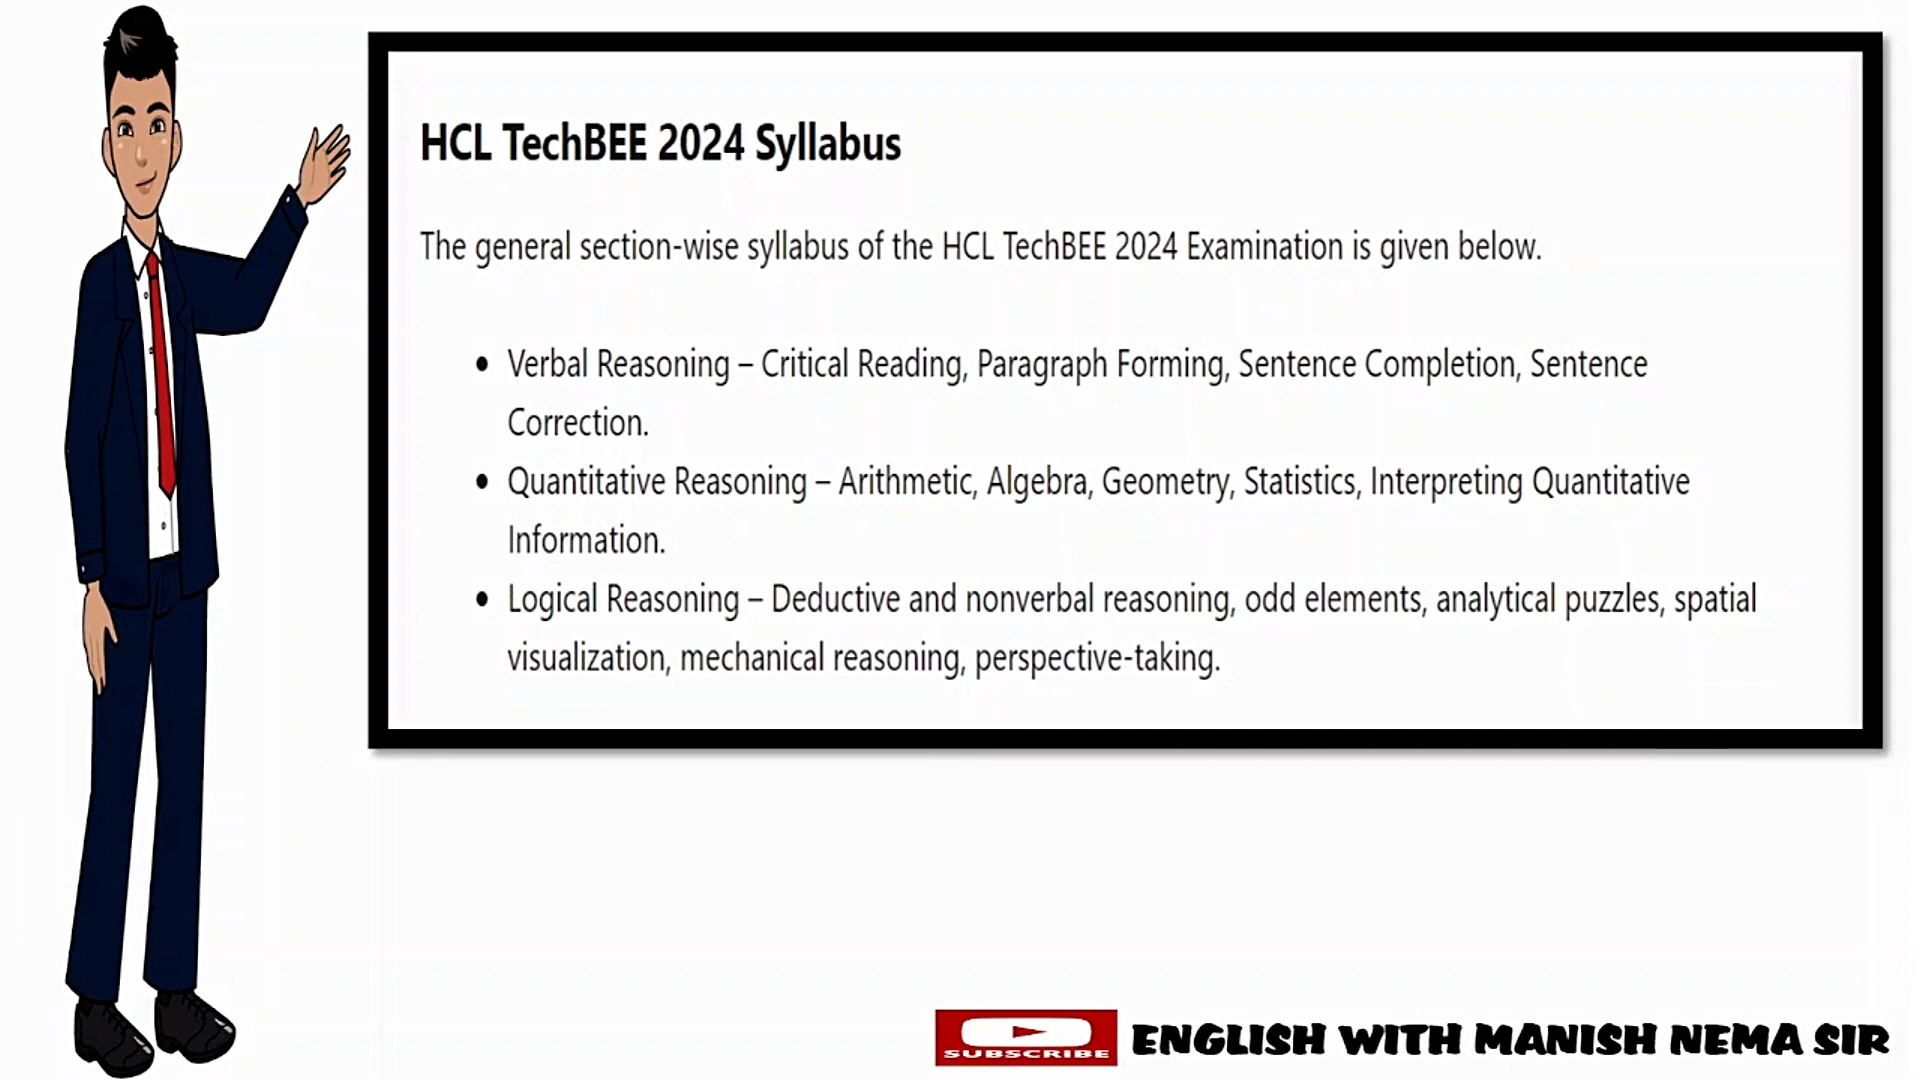 HCL TechBEE 2024 Syllabus
The general section-wise syllabus of the HCL TechBEE 2024 Examination is given below.
• Verbal Reasoning – Critical Reading, Paragraph Forming, Sentence Completion, Sentence
Correction.
• Quantitative Reasoning – Arithmetic, Algebra, Geometry, Statistics, Interpreting Quantitative
Information.
• Logical Reasoning – Deductive and nonverbal reasoning, odd elements, analytical puzzles, spatial
visualization, mechanical reasoning, perspective-taking.
SUBSCRIBE
ENGLISH WITH MANISH NEMA SIR